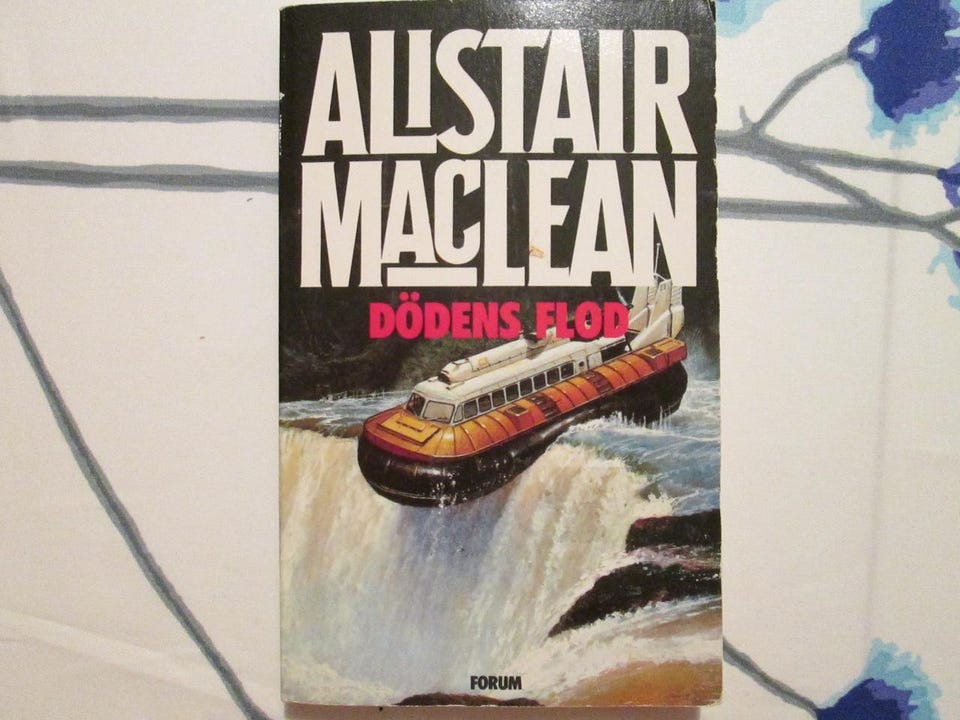 ALISTAIR
MACLEAN
DÖDENS FLOD
FORUM